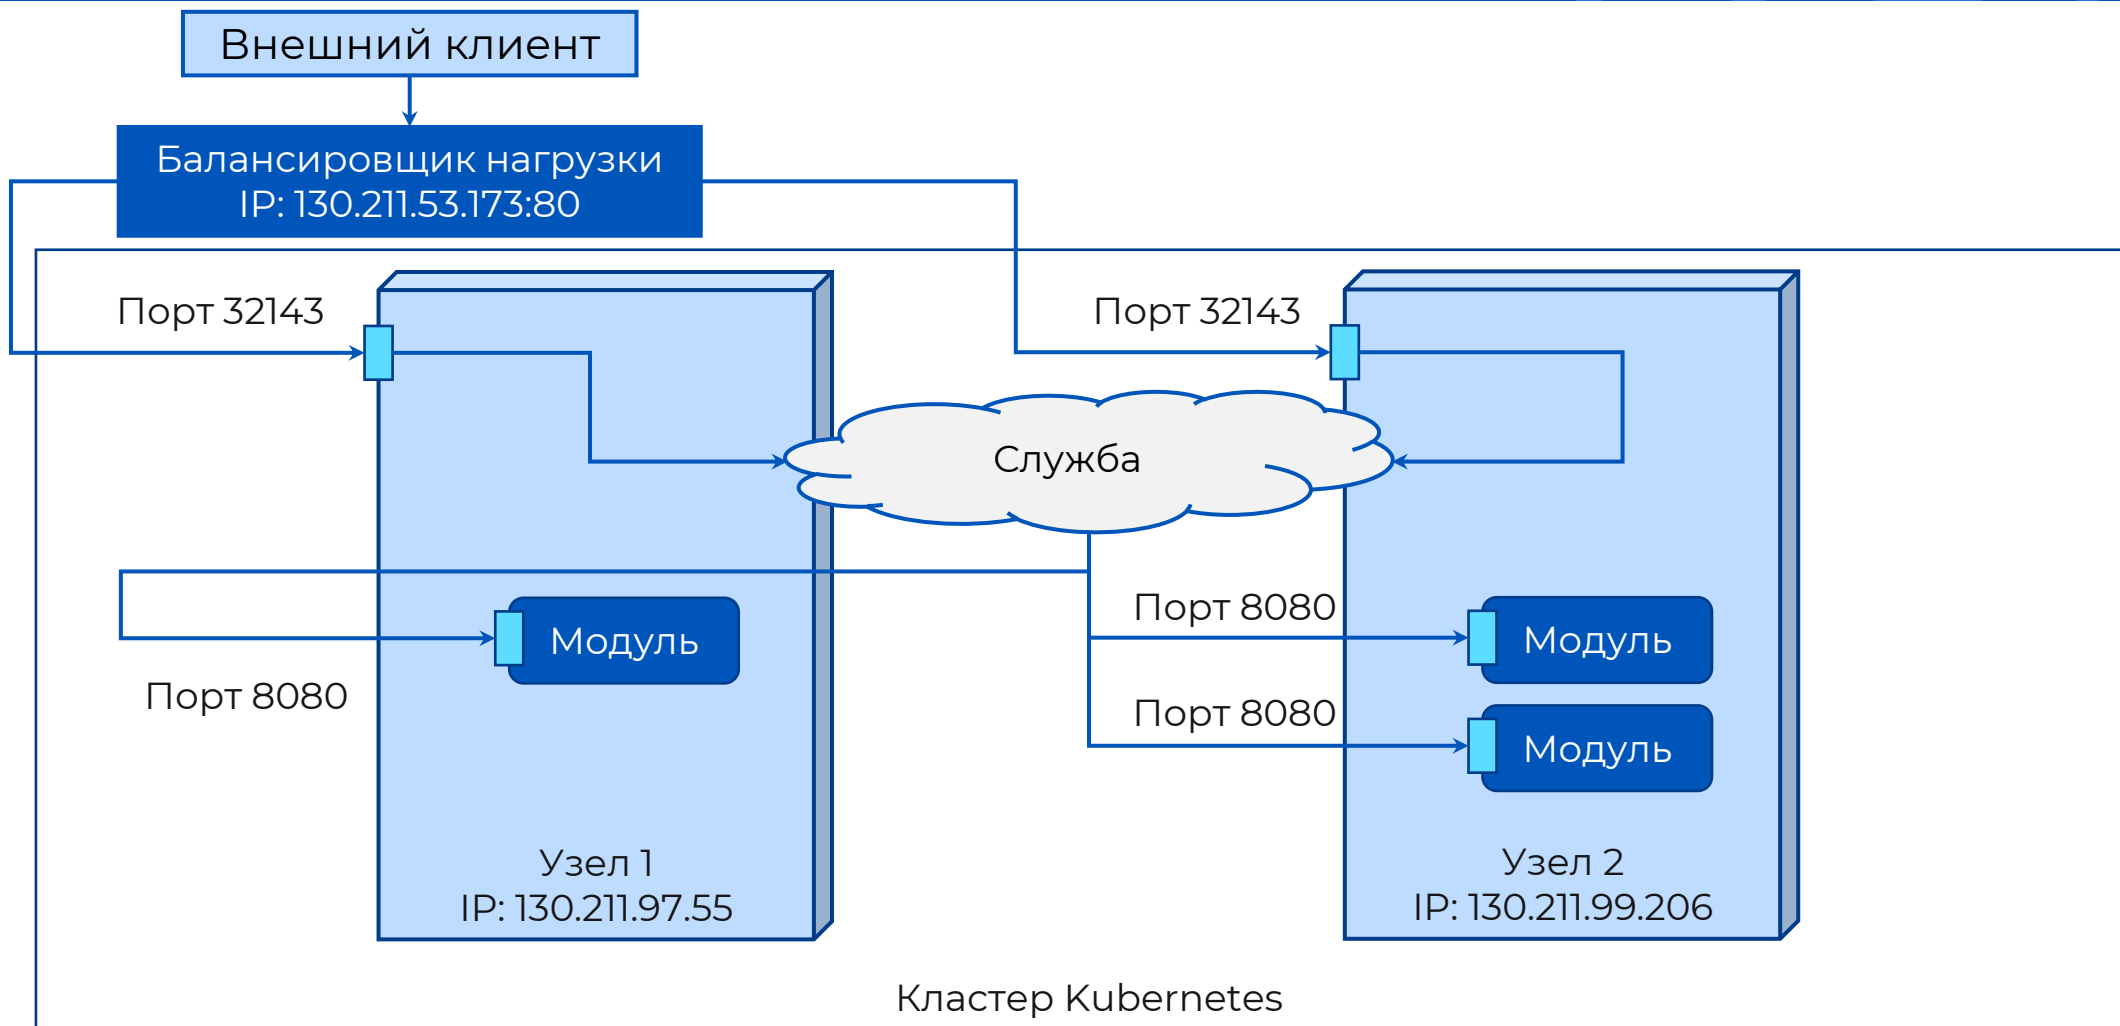 Внешний клиент
Балансировщик нагрузки
IP: 130.211.53.173:80
Порт 32143
Порт 32143
Служба
Порт 8080
Модуль
Модуль
Порт 8080
Порт 8080
Модуль
Узел 1
IP: 130.211.97.55
Узел 2
IP: 130.211.99.206
Кластер Kubernetes